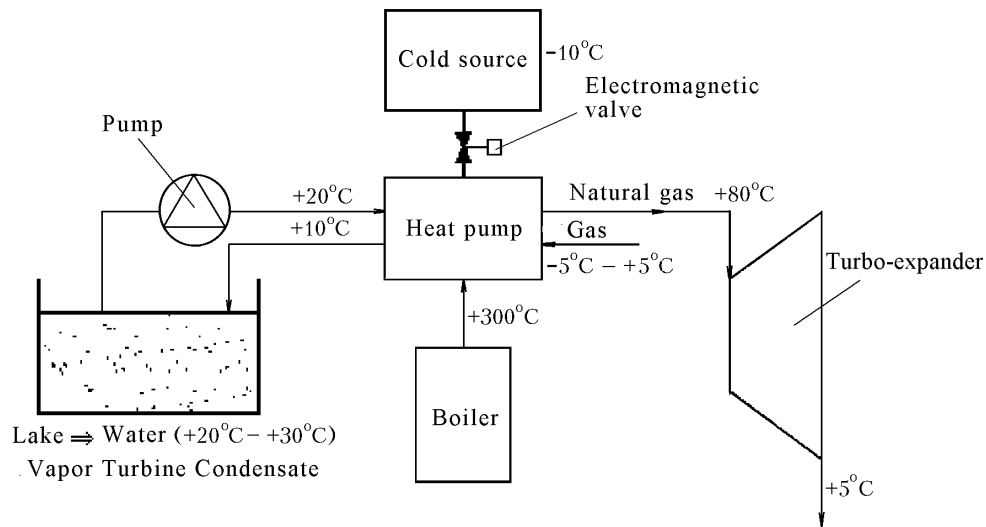 Cold source
−10°C
Electromagnetic
valve
Pump
+20°C
+10°C
Heat pump
Natural gas
+80°C
Gas
−5°C − +5°C
Turbo-expander
+300°C
Boiler
Lake ⇒ Water (+20°C− +30°C)
Vapor Turbine Condensate
+5°C